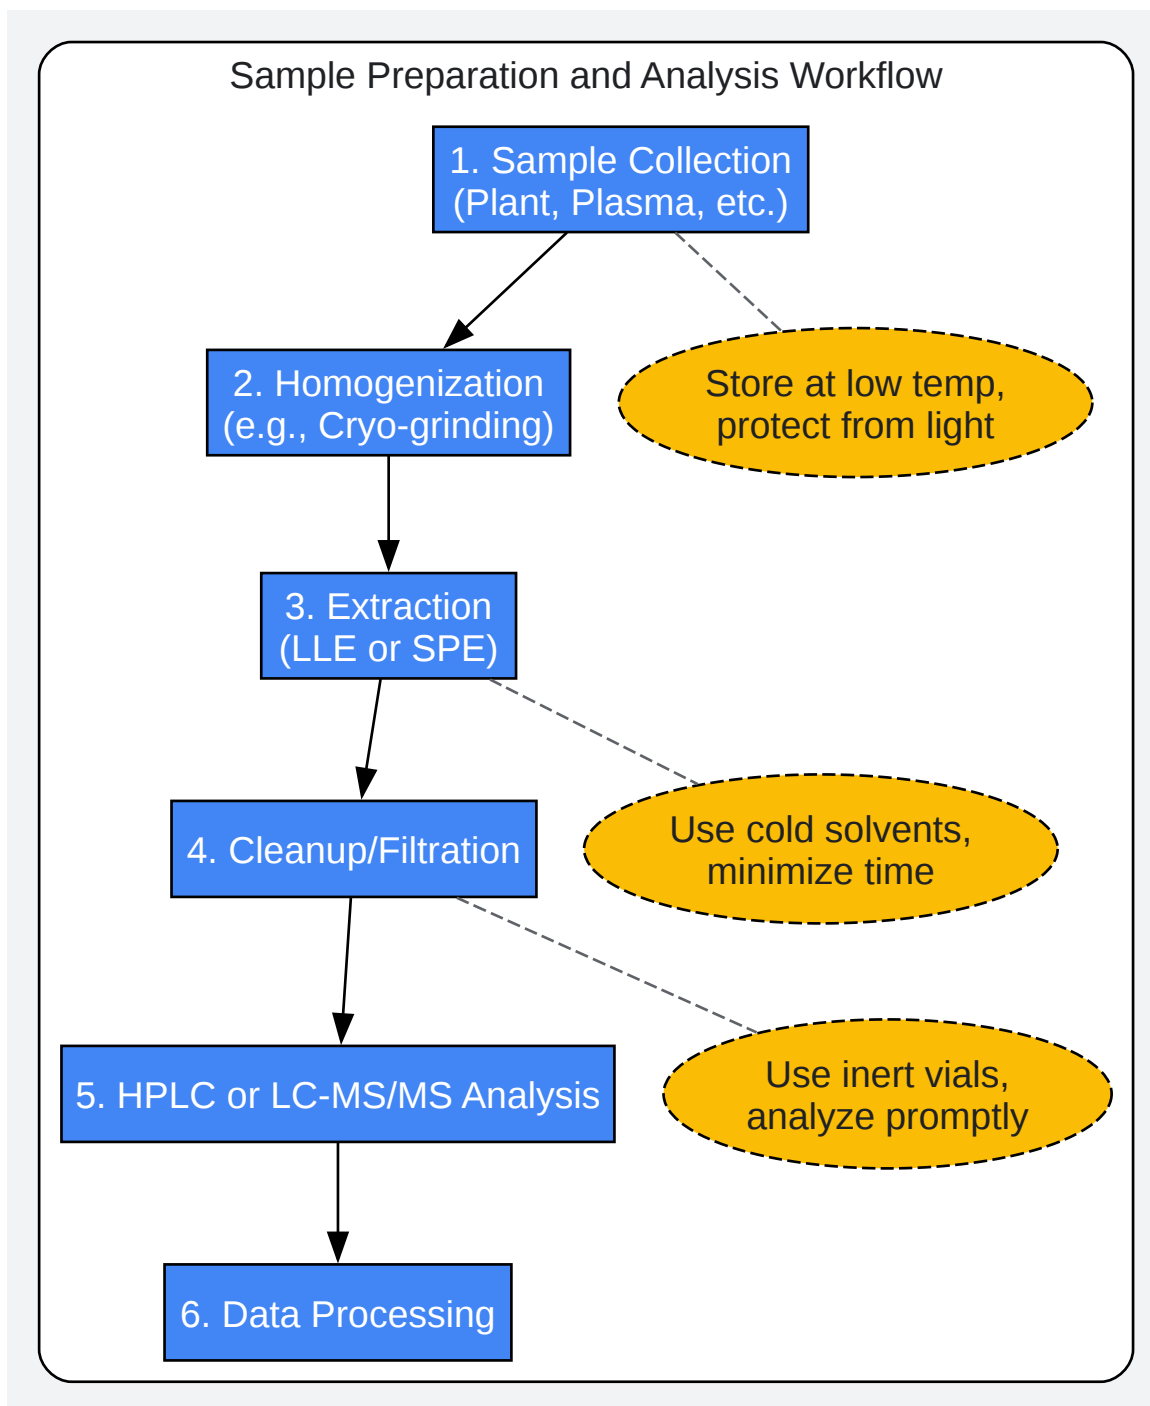 Sample Preparation and Analysis Workflow
1. Sample Collection
(Plant, Plasma, etc.)
2. Homogenization
(e.g., Cryo-grinding)
Store at low temp,
protect from light
3. Extraction
(LLE or SPE)
4. Cleanup/Filtration
Use cold solvents,
minimize time
5. HPLC or LC-MS/MS Analysis
Use inert vials,
analyze promptly
6. Data Processing